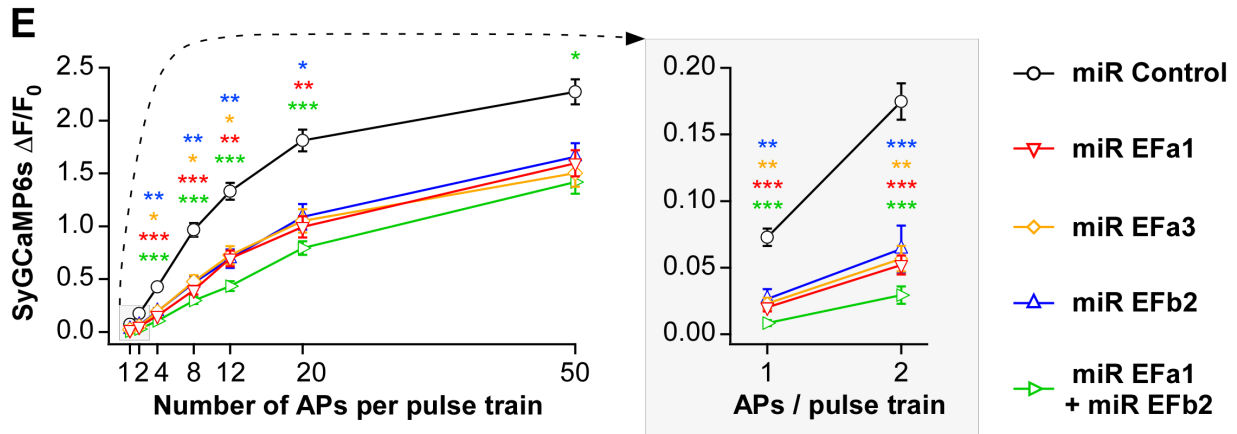 E
SyGCaMP6s ΔF/F0
2.5
2.0
1.5
1.0
0.5
0.0
** * *** ***
** * *** ***
** * ** ***
* ** ***
*
1 2 4 8 12 20 50
Number of APs per pulse train
0.20
0.15
0.10
0.05
0.00
** ** *** ***
*** ** *** ***
1 2
APs / pulse train
miR Control
miR EFa1
miR EFa3
miR EFb2
miR EFa1
+ miR EFb2